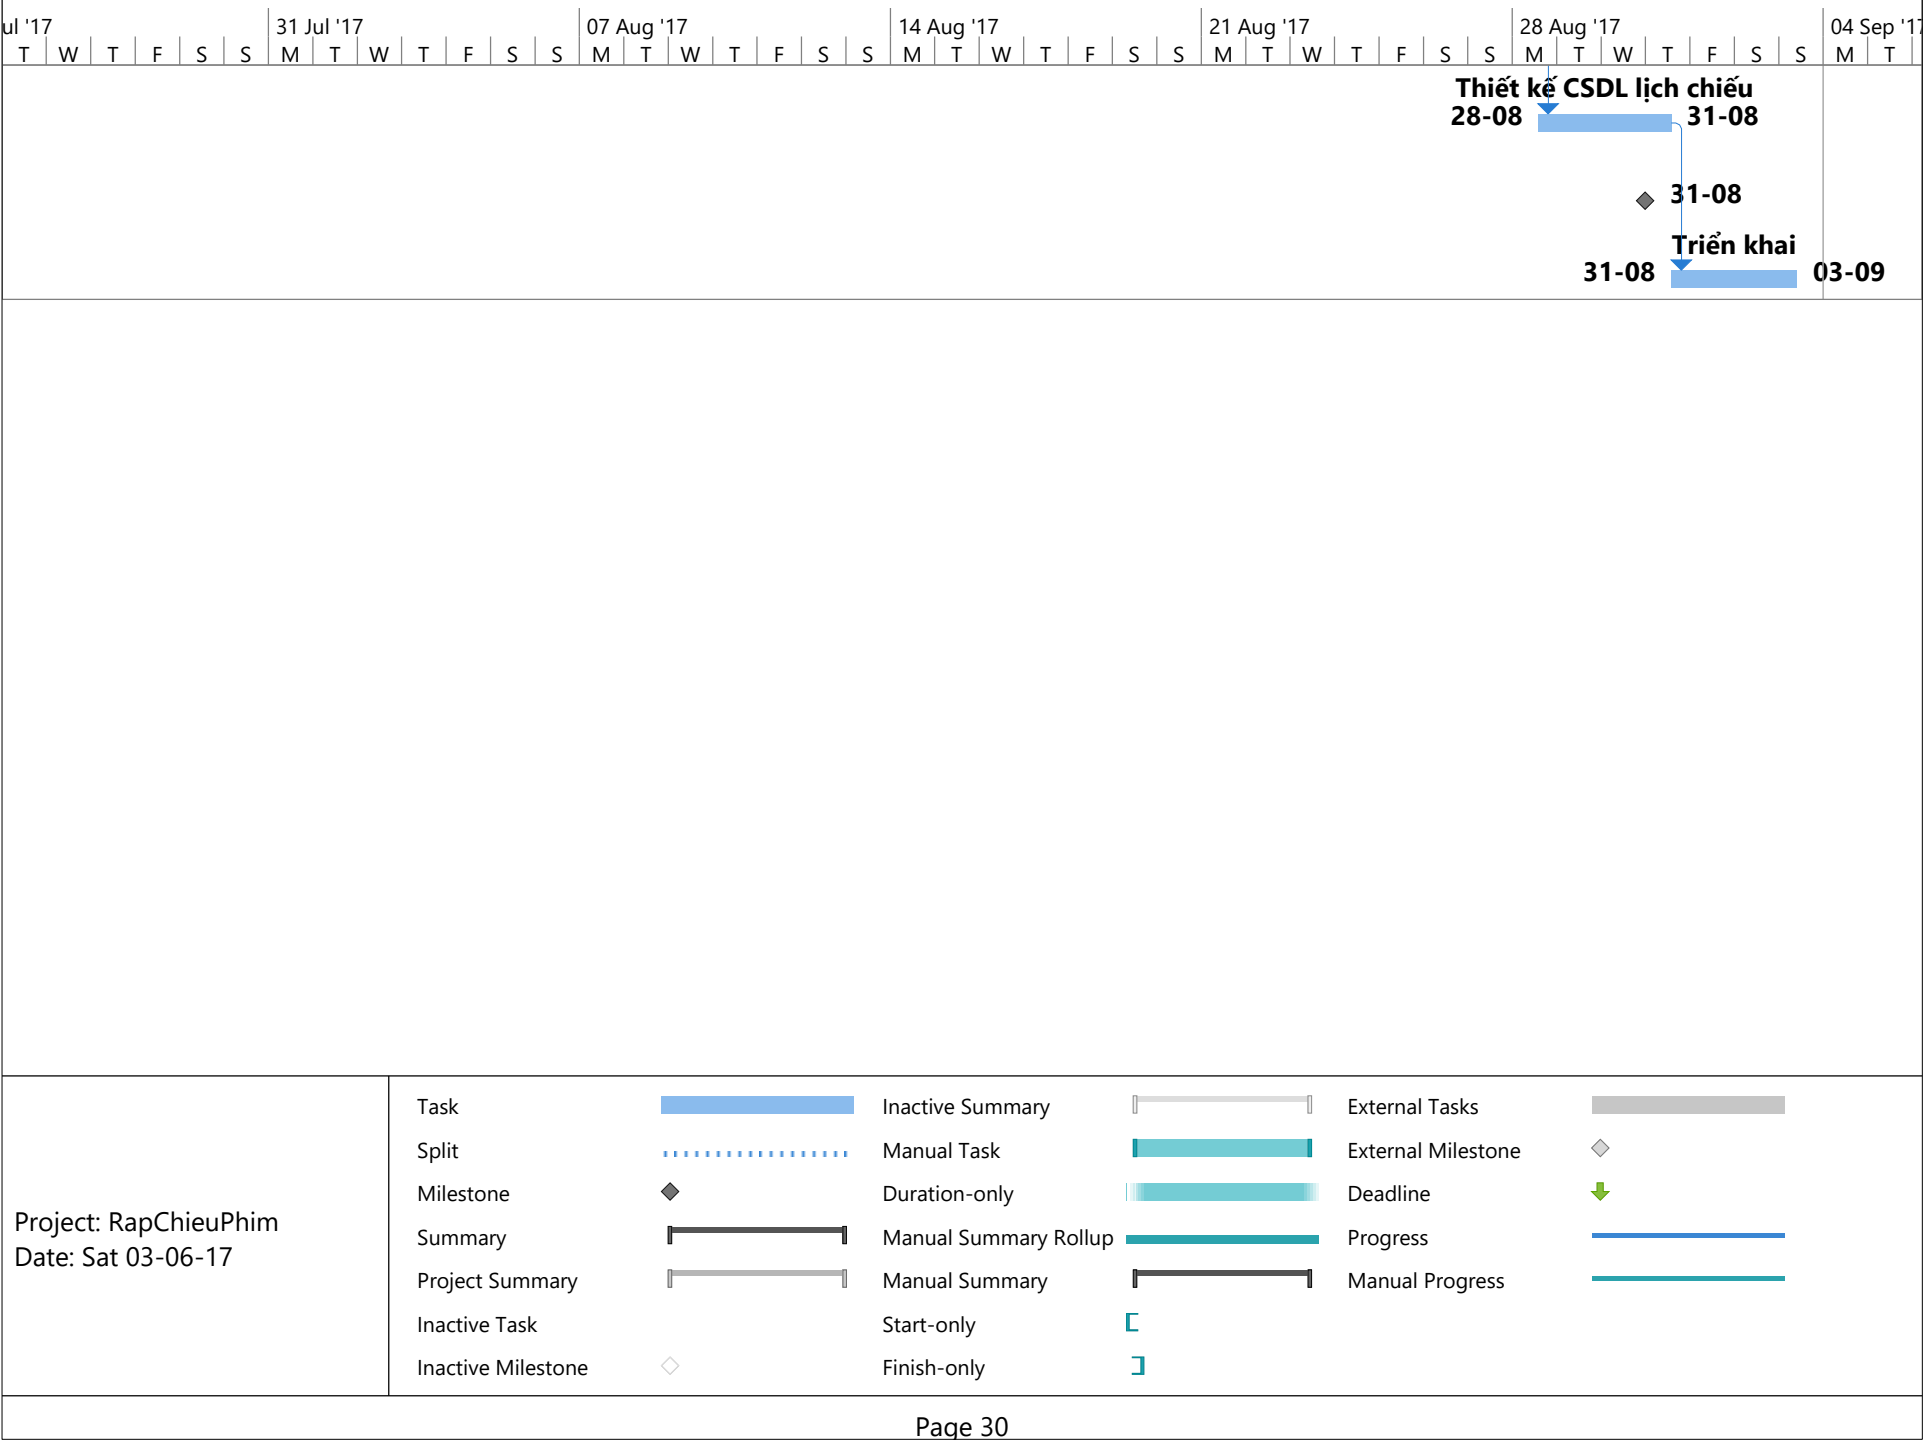 ul '17 31 Jul '17 07 Aug '17 14 Aug '17 21 Aug '17 28 Aug '17 04 Sep '17
T W T F S S M T W T F S S M T W T F S S M T W T F S S M T W T F S S M T W T F S S M T
Thiết kế CSDL lịch chiếu
28-08 31-08
31-08
Triển khai
31-08 03-09
Project: RapChieuPhim
Date: Sat 03-06-17
Task
Split
Milestone
Summary
Project Summary
Inactive Task
Inactive Milestone
Inactive Summary
Manual Task
Duration-only
Manual Summary Rollup
Manual Summary
Start-only
Finish-only
External Tasks
External Milestone
Deadline
Progress
Manual Progress
Page 30